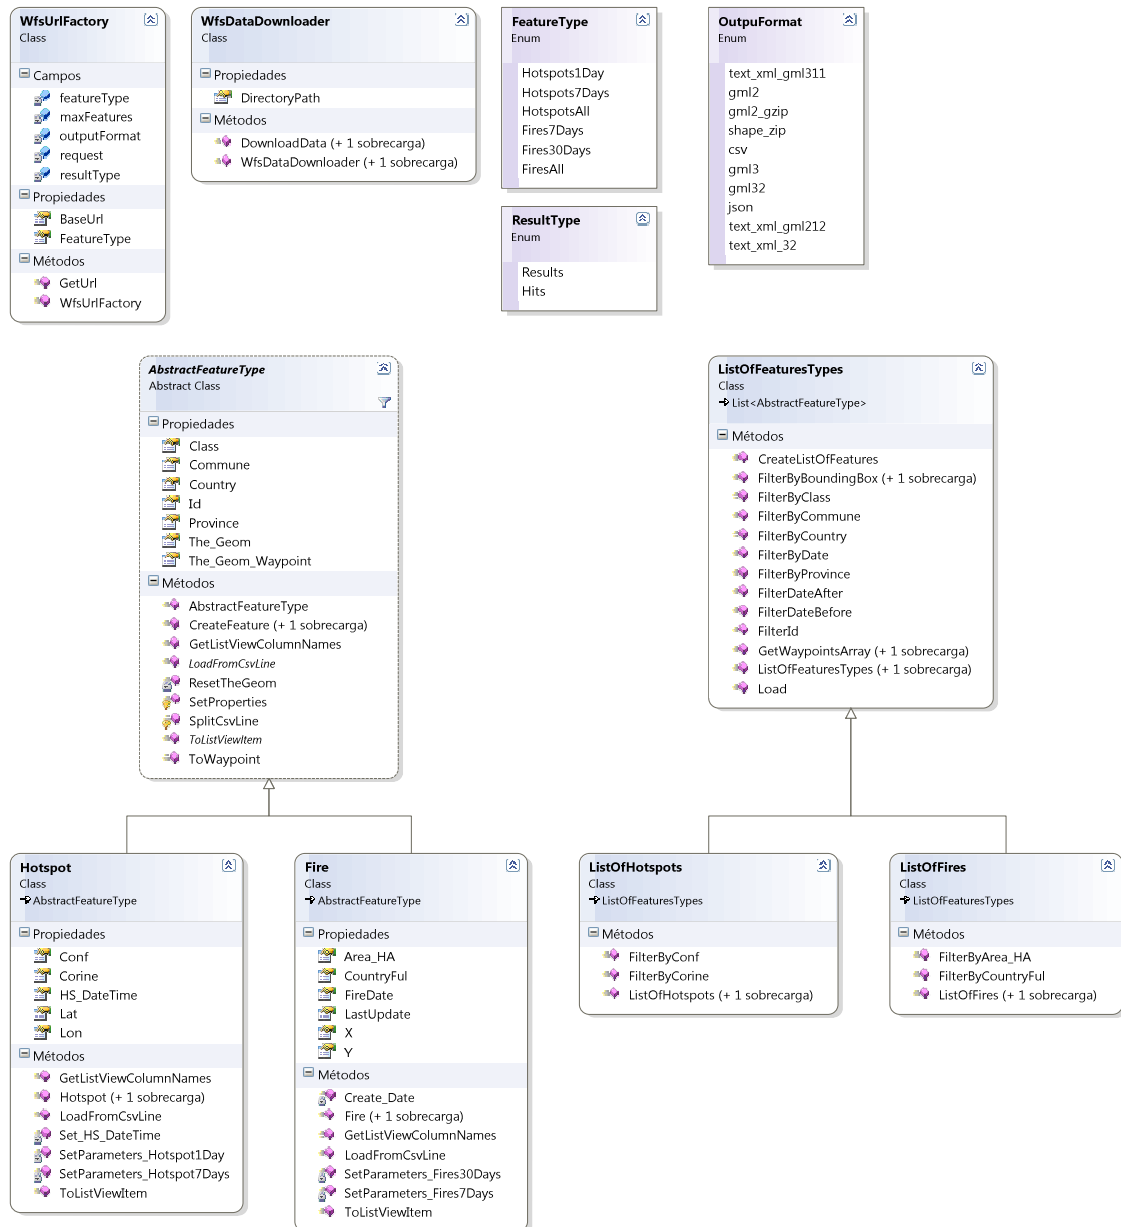 WfsUrlFactory
Class
Campos
featureType
maxFeatures
outputFormat
request
resultType
Propiedades
BaseUrl
FeatureType
Métodos
GetUrl
WfsUrlFactory
WfsDataDownloader
Class
Propiedades
DirectoryPath
Métodos
DownloadData (+ 1 sobrecarga)
WfsDataDownloader (+ 1 sobrecarga)
FeatureType
Enum
Hotspots1Day
Hotspots7Days
HotspotsAll
Fires7Days
Fires30Days
FiresAll
ResultType
Enum
Results
Hits
OutpuFormat
Enum
text_xml_gml311
gml2
gml2_gzip
shape_zip
csv
gml3
gml32
json
text_xml_gml212
text_xml_32
AbstractFeatureType
Abstract Class
Propiedades
Class
Commune
Country
Id
Province
The_Geom
The_Geom_Waypoint
Métodos
AbstractFeatureType
CreateFeature (+ 1 sobrecarga)
GetListViewColumnNames
LoadFromCsvLine
ResetTheGeom
SetProperties
SplitCsvLine
ToListViewItem
ToWaypoint
ListOfFeaturesTypes
Class
List<AbstractFeatureType>
Métodos
CreateListOfFeatures
FilterByBoundingBox (+ 1 sobrecarga)
FilterByClass
FilterByCommune
FilterByCountry
FilterByDate
FilterByProvince
FilterDateAfter
FilterDateBefore
FilterId
GetWaypointsArray (+ 1 sobrecarga)
ListOfFeaturesTypes (+ 1 sobrecarga)
Load
Hotspot
Class
AbstractFeatureType
Propiedades
Conf
Corine
HS_DateTime
Lat
Lon
Métodos
GetListViewColumnNames
Hotspot (+ 1 sobrecarga)
LoadFromCsvLine
Set_HS_DateTime
SetParameters_Hotspot1Day
SetParameters_Hotspot7Days
ToListViewItem
Fire
Class
AbstractFeatureType
Propiedades
Area_HA
CountryFul
FireDate
LastUpdate
X
Y
Métodos
Create_Date
Fire (+ 1 sobrecarga)
GetListViewColumnNames
LoadFromCsvLine
SetParameters_Fires30Days
SetParameters_Fires7Days
ToListViewItem
ListOfHotspots
Class
ListOfFeaturesTypes
Métodos
FilterByConf
FilterByCorine
ListOfHotspots (+ 1 sobrecarga)
ListOfFires
Class
ListOfFeaturesTypes
Métodos
FilterByArea_HA
FilterByCountryFul
ListOfFires (+ 1 sobrecarga)